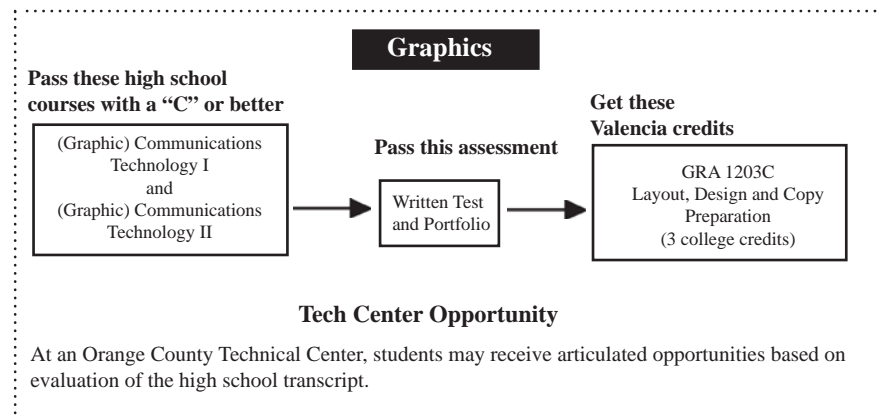 Graphics
Pass these high school
courses with a “C” or better
(Graphic) Communications
Technology I
and
(Graphic) Communications
Technology II
Pass this assessment
Written Test
and Portfolio
Get these
Valencia credits
GRA 1203C
Layout, Design and Copy
Preparation
(3 college credits)
Tech Center Opportunity
At an Orange County Technical Center, students may receive articulated opportunities based on
evaluation of the high school transcript.